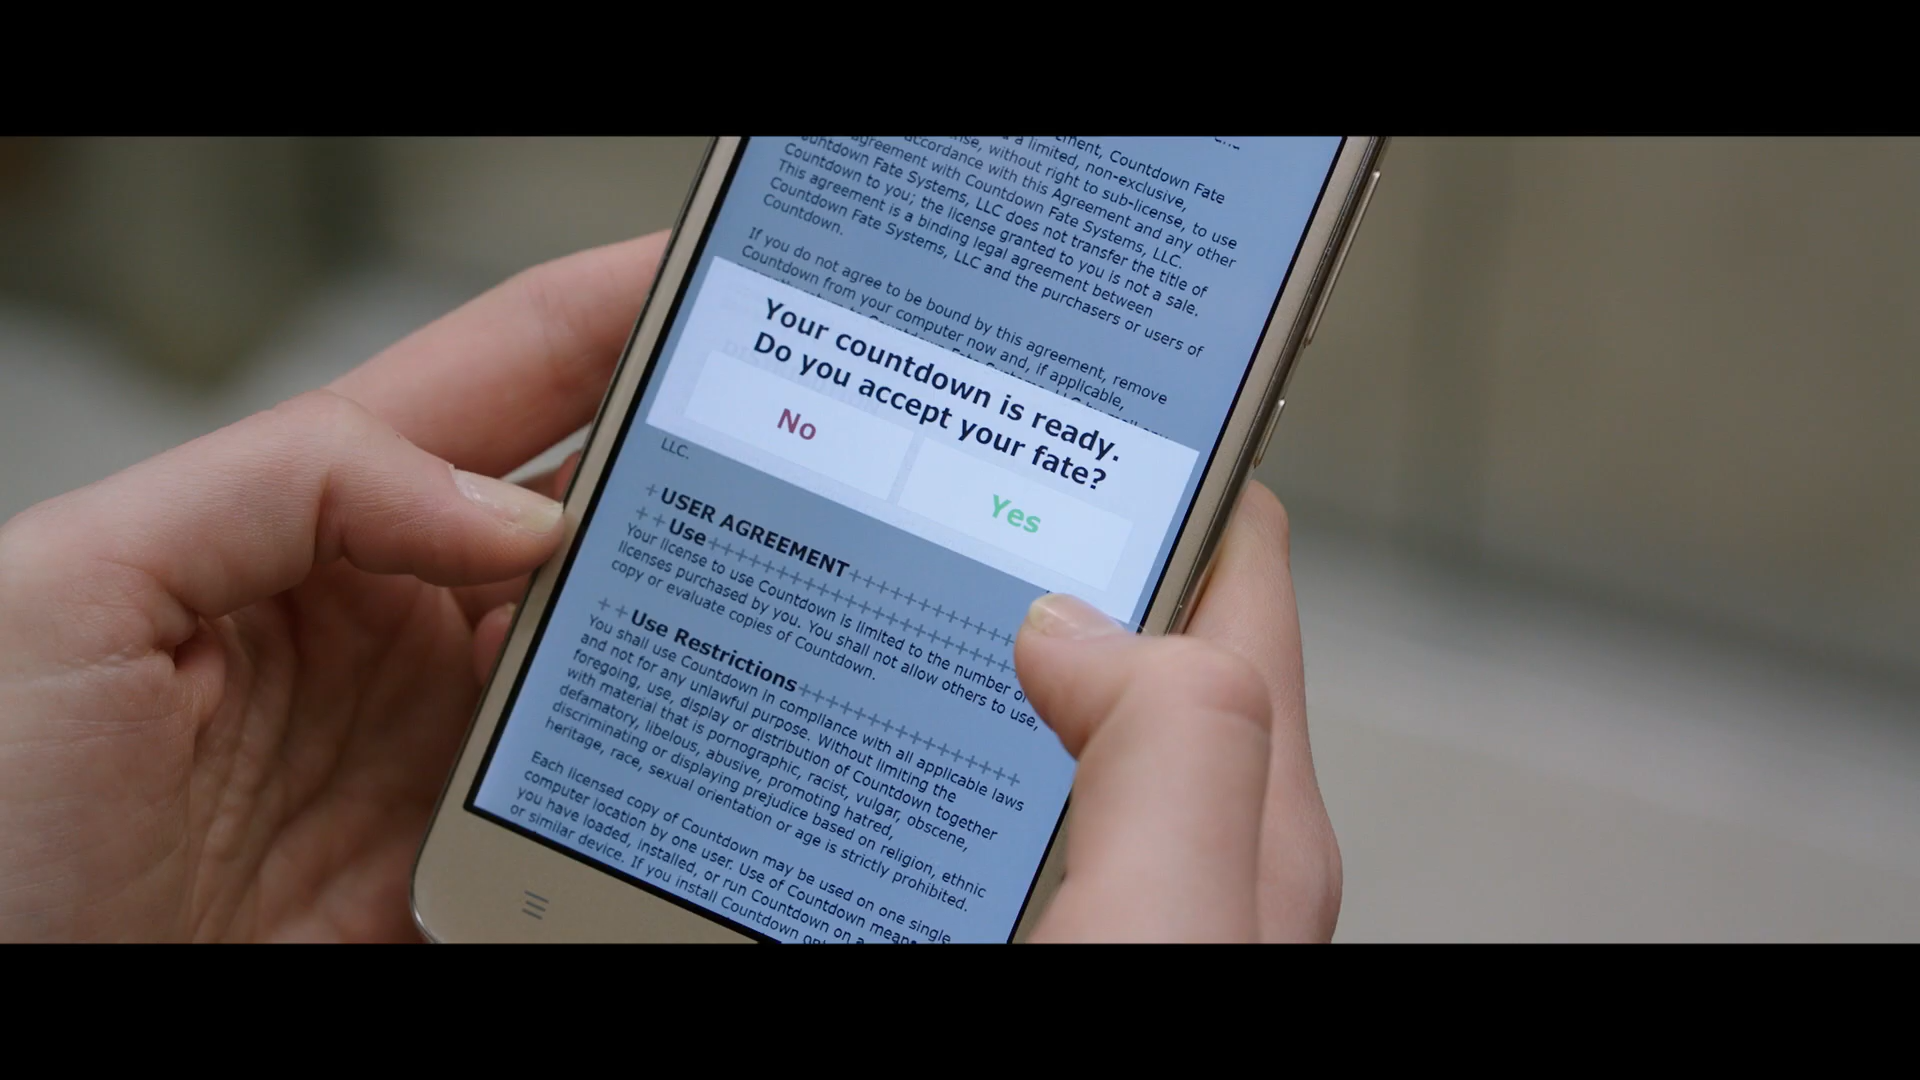 ment, Countdown Fate
a limited, non-exclusive,
without right to sub-license, to use
accordance with this Agreement and any other
agreement with Countdown Fate Systems, LLC.
Countdown Fate Systems, LLC does not transfer the title of
Countdown to you; the license granted to you is not a sale.
This agreement is a binding legal agreement between
Countdown Fate Systems, LLC and the purchasers or users of
Countdown.
If you do not agree to be bound by this agreement, remove
Countdown from your computer now and, if applicable,
Your countdown is ready.
Do you accept your fate?
No
Yes
LLC.
+USER AGREEMENT++++++++++++
++Use++++++++++++++++++++++
Your license to use Countdown is limited to the number of
licenses purchased by you. You shall not allow others to use,
copy or evaluate copies of Countdown.
++Use Restrictions++++++++++++++++
You shall use Countdown in compliance with all applicable laws
and not for any unlawful purpose. Without limiting the
foregoing, use, display or distribution of Countdown together
with material that is pornographic, racist, vulgar, obscene,
defamatory, libelous, abusive, promoting hatred,
discriminating or displaying prejudice based on religion, ethnic
heritage, race, sexual orientation or age is strictly prohibited.
Each licensed copy of Countdown may be used on one single
computer location by one user. Use of Countdown means
you have loaded, installed, or run Countdown on a
or similar device. If you install Countdown